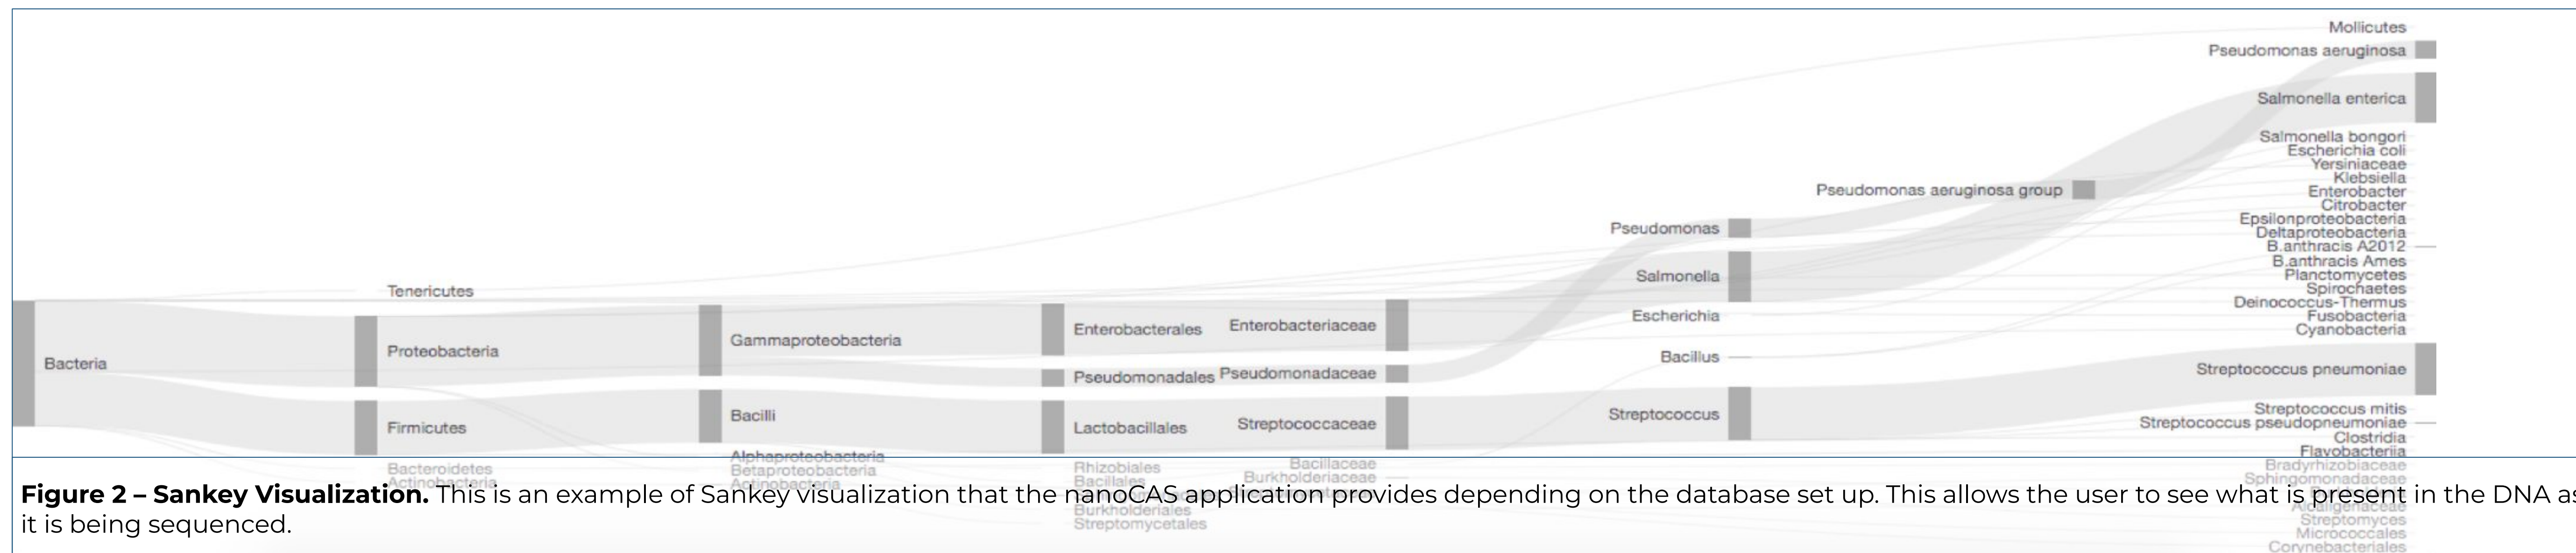 Mollicutes
Pseudomonas aeruginosa
Salmonella enterica
Salmonella bongori
Escherichia coli
Yersiniaceae
Klebsiella
Pseudomonas aeruginosa group
Enterobacter
Citrobacter
Epsilonproteobacteria
Pseudomonas
Deltaproteobacteria
B.anthracis A2012
B.anthracis Ames
Salmonella
Planctomycetes
Spirochaetes
Tenericutes
Deinococcus-Thermus
Escherichia
Fusobacteria
Enterobacterales
Enterobacteriaceae
Cyanobacteria
Gammaproteobacteria
Proteobacteria
Bacillus
Bacteria
Streptococcus pneumoniae
Pseudomonadales
Pseudomonadaceae
Streptococcus mitis
Bacilli
Streptococcus
Streptococcus pseudopneumoniae
Firmicutes
Lactobacillales
Streptococcaceae
Clostridia
Flavobacteriia
Alphaproteobacteria
Bacteroidetes
Betaproteobacteria
Rhizobiales
Bacillaceae
Bradyrhizobiaceae
Actinobacteria
Actinobacteria
Bacillales
Burkholderiaceae
Sphingomonadaceae
Figure 2 – Sankey Visualization. This is an example of Sankey visualization that the nanoCAS application provides depending on the database set up. This allows the user to see what is present in the DNA as
it is being sequenced.
Alcaligenaceae
Burkholderiales
Streptomycetales
Streptomyces
Micrococcales
Corynebacteriales